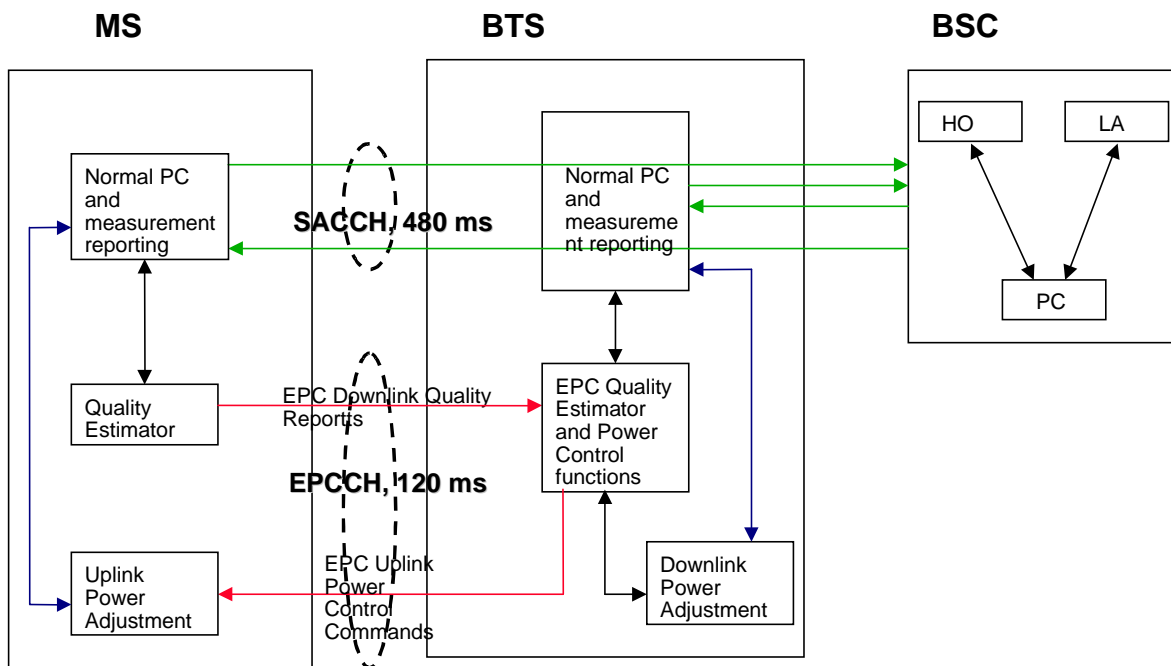 MS
BTS
BSC
HO
LA
Normal PC
and
measurement
reporting
Normal PC
and
measureme
nt reporting
SACCH, 480 ms
PC
Quality
Estimator
EPC Downlink Quality
Reportts
EPC Quality
Estimator
and Power
Control
functions
EPCCH, 120 ms
Uplink
Power
Adjustment
EPC Uplink
Power
Control
Commands
Downlink
Power
Adjustment